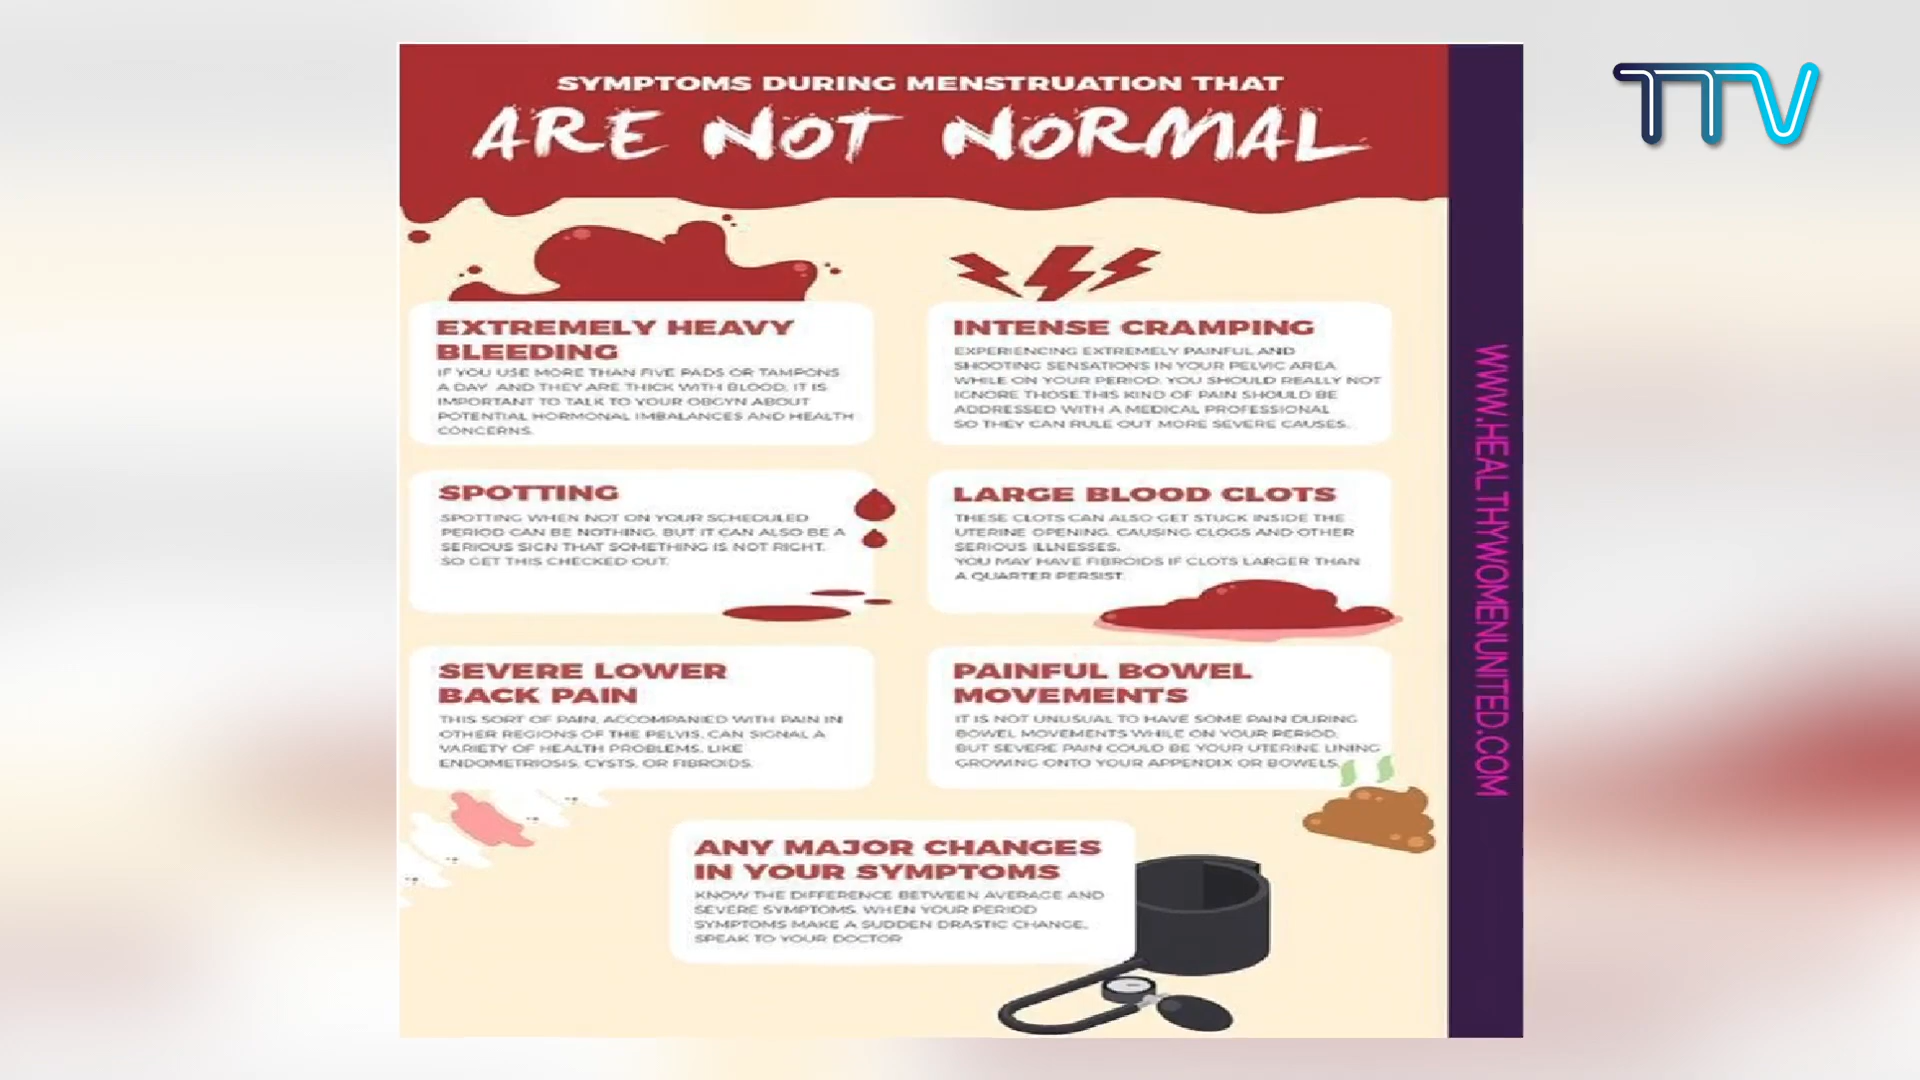 SYMPTOMS DURING MENSTRUATION THAT
ARE NOT NORMAL
TTV
EXTREMELY HEAVY
BLEEDING
IF YOU USE MORE THAN FIVE PADS OR TAMPONS
A DAY AND THEY ARE THICK WITH BLOOD, IT IS
IMPORTANT TO TALK TO YOUR OBGYN ABOUT
POTENTIAL HORMONAL IMBALANCES AND HEALTH
CONCERNS.
INTENSE CRAMPING
EXPERIENCING EXTREMELY PAINFUL AND
SHOOTING SENSATIONS IN YOUR PELVIC AREA
WHILE ON YOUR PERIOD, YOU SHOULD REALLY NOT
IGNORE THOSE THIS KIND OF PAIN SHOULD BE
ADDRESSED WITH A MEDICAL PROFESSIONAL
SO THEY CAN RULE OUT MORE SEVERE CAUSES.
SPOTTING
SPOTTING WHEN NOT ON YOUR SCHEDULED
PERIOD CAN BE NOTHING, BUT IT CAN ALSO BE A
SERIOUS SIGN THAT SOMETHING IS NOT RIGHT.
SO GET THIS CHECKED OUT.
LARGE BLOOD CLOTS
THESE CLOTS CAN ALSO GET STUCK INSIDE THE
UTERINE OPENING, CAUSING CLOGS AND OTHER
SERIOUS ILLNESSES.
YOU MAY HAVE FIBROIDS IF CLOTS LARGER THAN
A QUARTER PERSIST.
SEVERE LOWER
BACK PAIN
THIS SORT OF PAIN, ACCOMPANIED WITH PAIN IN
OTHER REGIONS OF THE PELVIS, CAN SIGNAL A
VARIETY OF HEALTH PROBLEMS, LIKE
ENDOMETRIOSIS, CYSTS, OR FIBROIDS.
PAINFUL BOWEL
MOVEMENTS
IT IS NOT UNUSUAL TO HAVE SOME PAIN DURING
BOWEL MOVEMENTS WHILE ON YOUR PERIOD,
BUT SEVERE PAIN COULD BE YOUR UTERINE LINING
GROWING ONTO YOUR APPENDIX OR BOWELS.
ANY MAJOR CHANGES
IN YOUR SYMPTOMS
KNOW THE DIFFERENCE BETWEEN AVERAGE AND
SEVERE SYMPTOMS. WHEN YOUR PERIOD
SYMPTOMS MAKE A SUDDEN DRASTIC CHANGE,
SPEAK TO YOUR DOCTOR
WWW.HEALTHYWOMENUNITED.COM